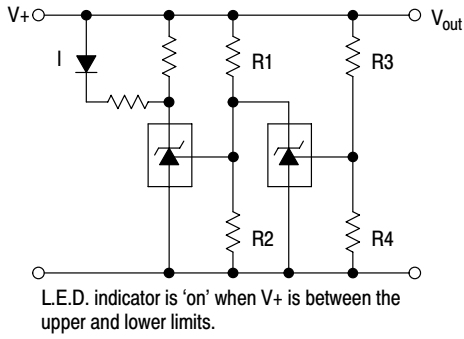 V+
Vout
I
R1
R3
R2
R4
L.E.D. indicator is ‘on’ when V+ is between the
upper and lower limits.